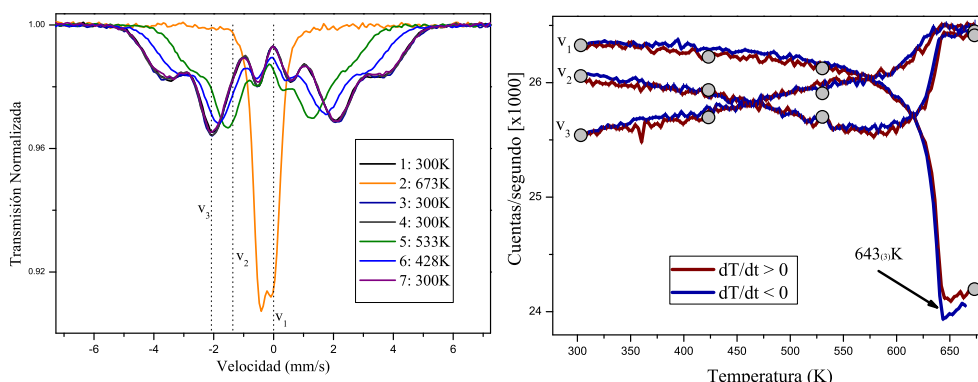 1.00
0.96
0.92
Transmisión Normalizada
1: 300K
2: 673K
3: 300K
4: 300K
5: 533K
6: 428K
7: 300K
v3
v2
v1
-6
-4
-2
0
2
4
6
Velocidad (mm/s)
26
25
24
Cuentas/segundo [x1000]
v1
v2
v3
643(3)K
dT/dt > 0
dT/dt < 0
300
350
400
450
500
550
600
650
Temperatura (K)